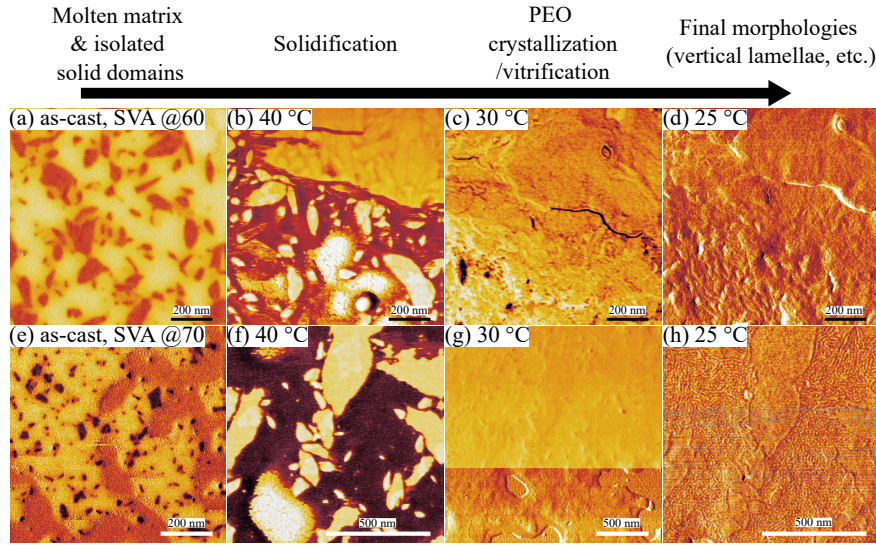 Molten matrix
& isolated
solid domains
Solidification
PEO
crystallization
/vitrification
Final morphologies
(vertical lamellae, etc.)
(a) as-cast, SVA @60
(b) 40 °C
(c) 30 °C
(d) 25 °C
200 nm
200 nm
200 nm
200 nm
(e) as-cast, SVA @70
(f) 40 °C
(g) 30 °C
(h) 25 °C
200 nm
500 nm
500 nm
500 nm